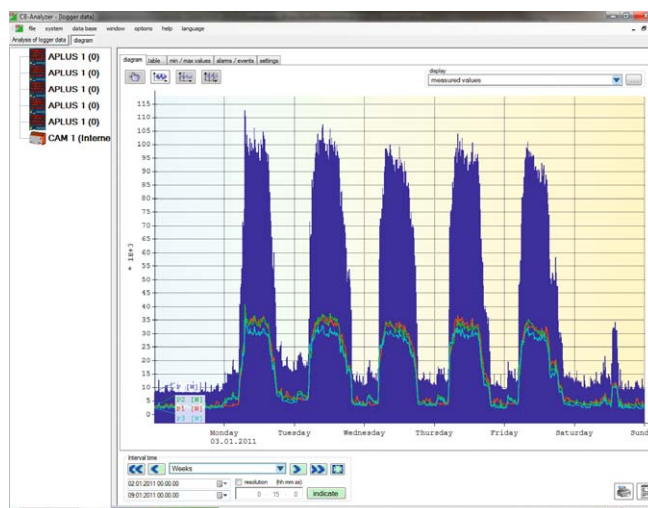 CB-Analyzer - [logger data]
file system data base window options help language
Analysis of logger data diagram
APLUS 1 (0)
APLUS 1 (0)
APLUS 1 (0)
APLUS 1 (0)
APLUS 1 (0)
CAM 1 (Interne
diagram table min / max values alarms / events settings
display
measured values
115
110
105
100
95
90
85
80
75
70
65
60
55
50
45
40
35
30
25
20
15
10
5
0
* 1E+3
P [W]
P2 [W]
P1 [W]
P3 [W]
Monday Tuesday Wednesday Thursday Friday Saturday Sund
03.01.2011
Interval time
Weeks
02.01.2011 00.00.00 resolution (hh mm ss)
09.01.2011 00.00.00 0 - 15 - 0 indicate